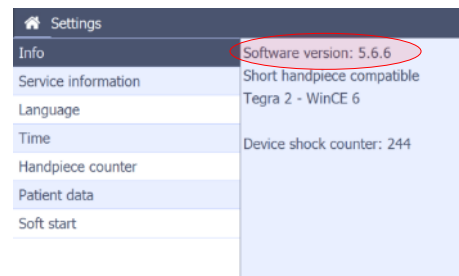 Settings
Info
Service information
Language
Time
Handpiece counter
Patient data
Soft start
Software version: 5.6.6
Short handpiece compatible
Tegra 2 - WinCE 6
Device shock counter: 244